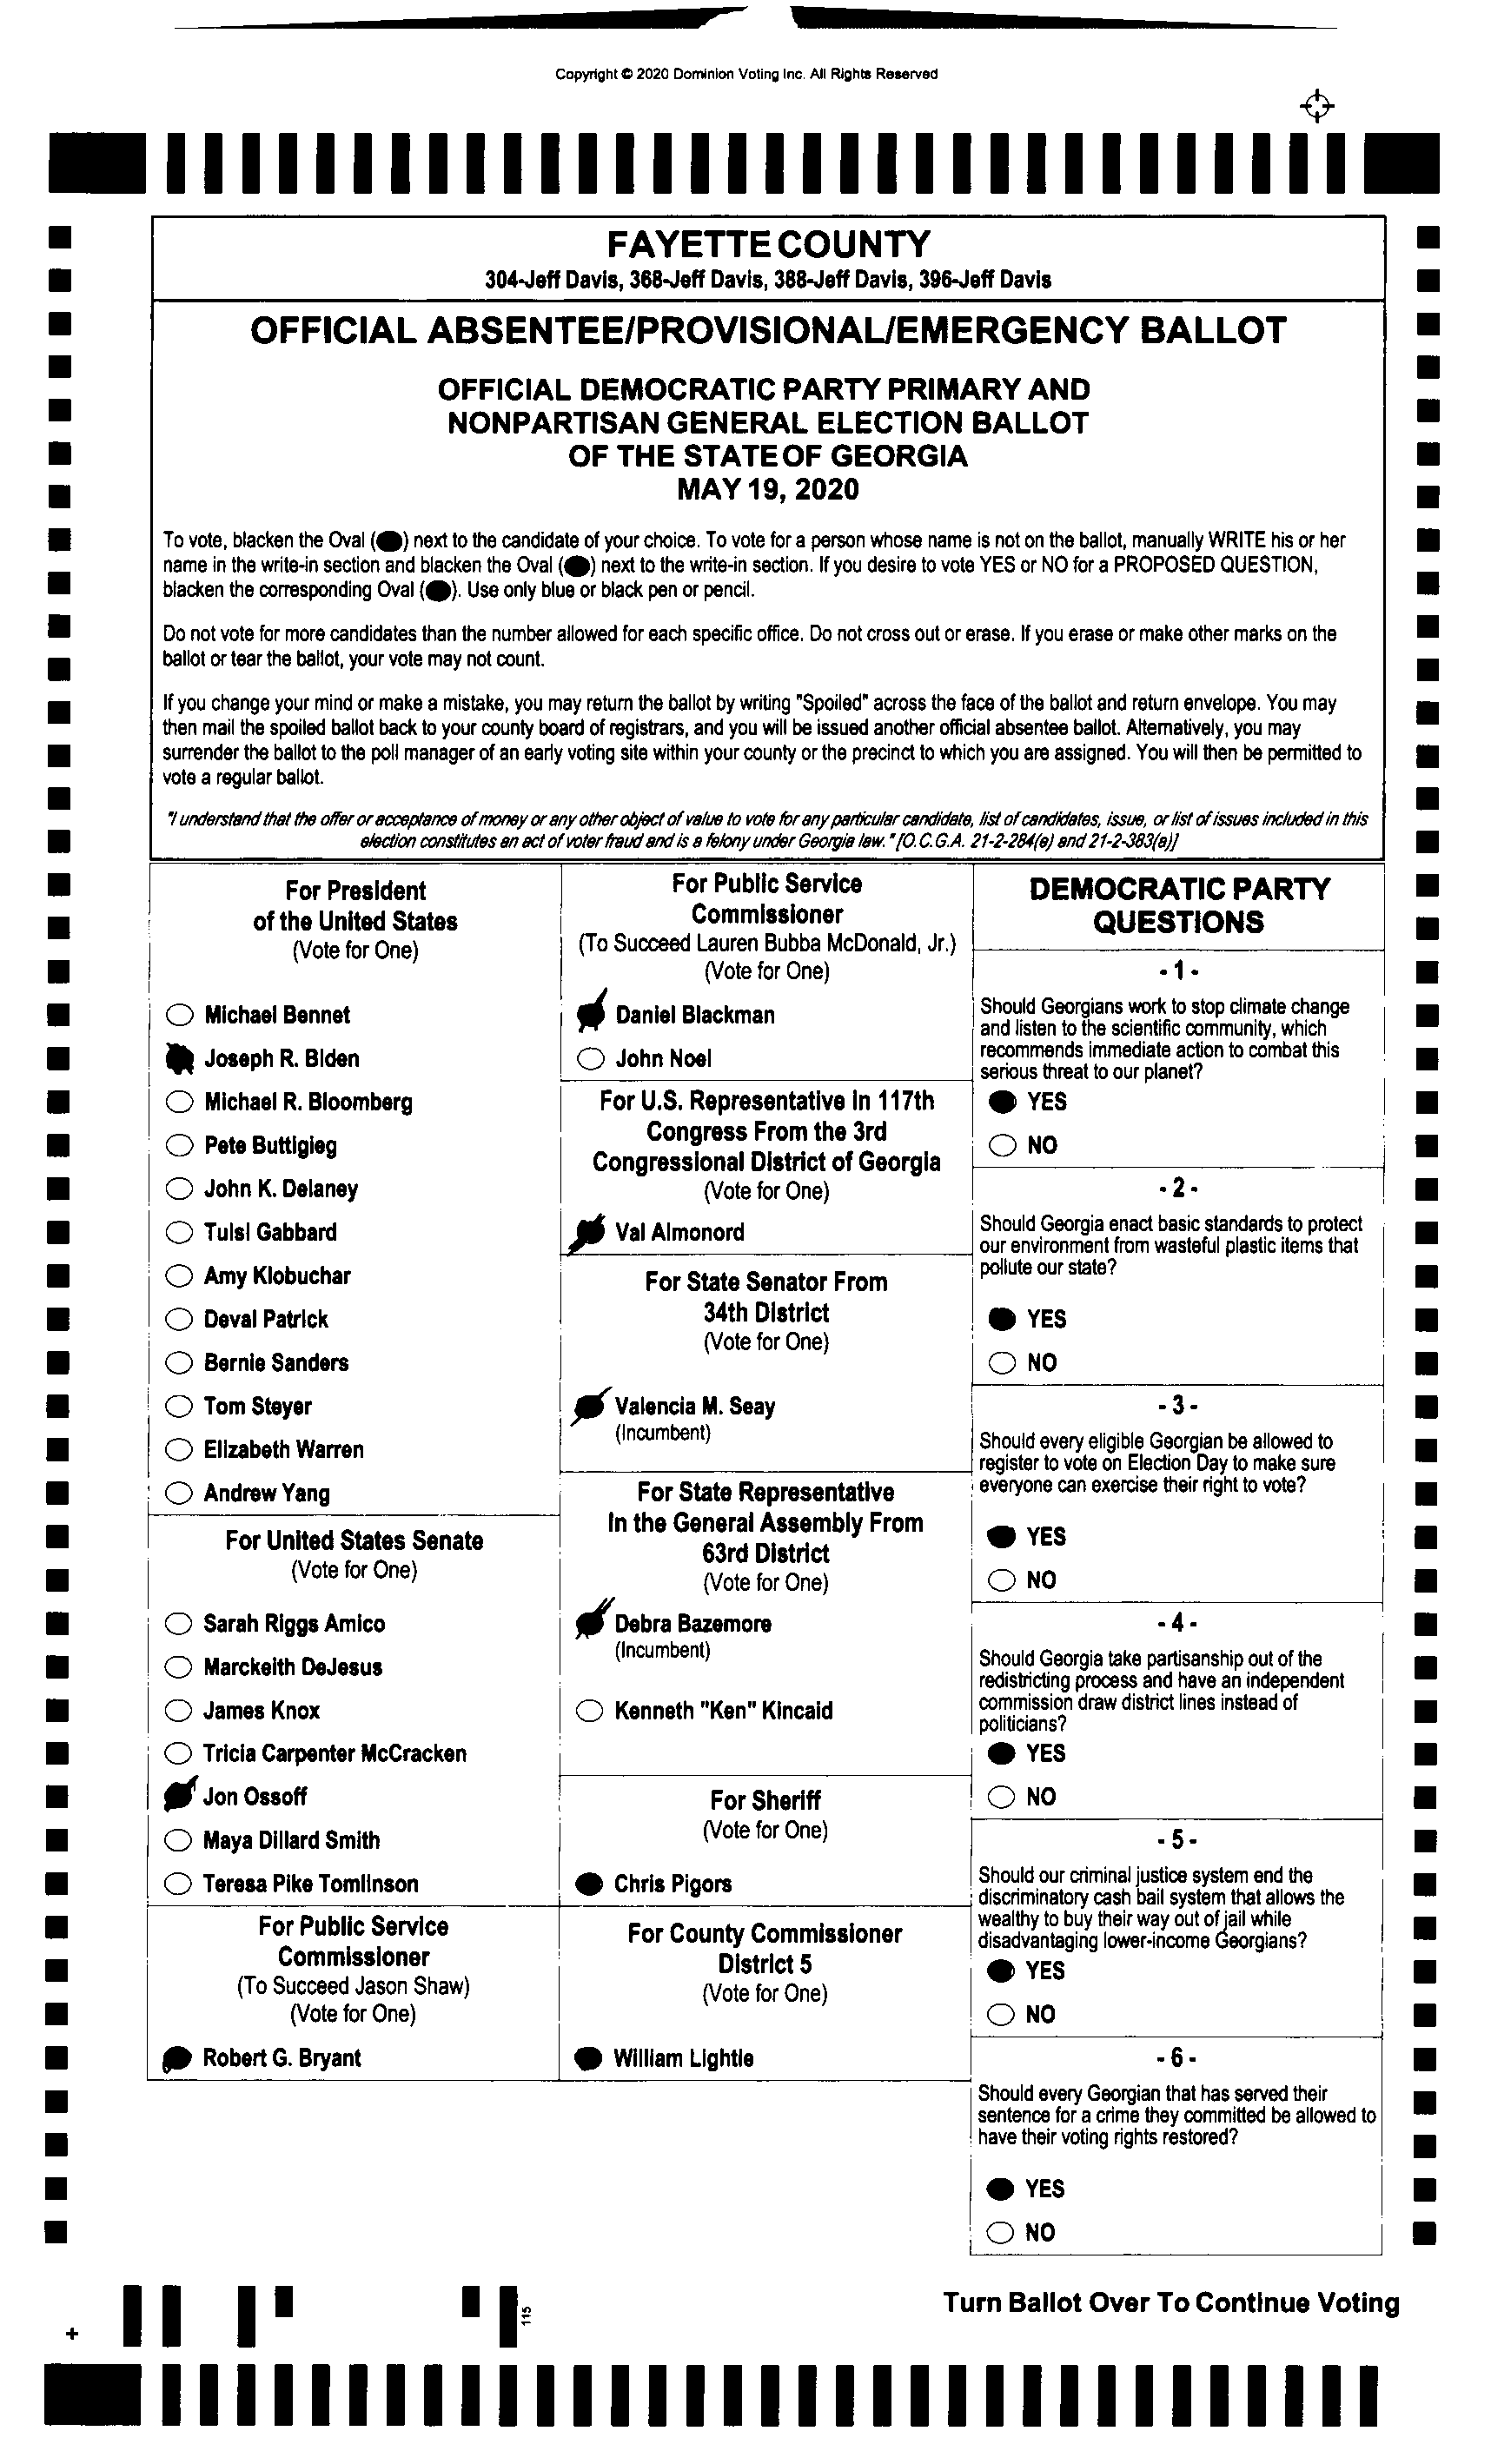 Copyright © 2020 Dominion Voting Inc. All Rights Reserved
FAYETTE COUNTY
304-Jeff Davis, 368-Jeff Davis, 388-Jeff Davis, 396-Jeff Davis
OFFICIAL ABSENTEE/PROVISIONAL/EMERGENCY BALLOT
OFFICIAL DEMOCRATIC PARTY PRIMARY AND
NONPARTISAN GENERAL ELECTION BALLOT
OF THE STATE OF GEORGIA
MAY 19, 2020
To vote, blacken the Oval () next to the candidate of your choice. To vote for a person whose name is not on the ballot, manually WRITE his or her
name in the write-in section and blacken the Oval () next to the write-in section. If you desire to vote YES or NO for a PROPOSED QUESTION,
blacken the corresponding Oval (). Use only blue or black pen or pencil.
Do not vote for more candidates than the number allowed for each specific office. Do not cross out or erase. If you erase or make other marks on the
ballot or tear the ballot, your vote may not count.
If you change your mind or make a mistake, you may return the ballot by writing "Spoiled" across the face of the ballot and return envelope. You may
then mail the spoiled ballot back to your county board of registrars, and you will be issued another official absentee ballot. Alternatively, you may
surrender the ballot to the poll manager of an early voting site within your county or the precinct to which you are assigned. You will then be permitted to
vote a regular ballot.
"I understand that the offer or acceptance of money or any other object of value to vote for any particular candidate, list of candidates, issue, or list of issues included in this
election constitutes an act of voter fraud and is a felony under Georgia law." [O.C.G.A. 21-2-284(e) and 21-2-383(a)]
For President
of the United States
(Vote for One)
Michael Bennet
Joseph R. Biden
Michael R. Bloomberg
Pete Buttigieg
John K. Delaney
Tulsi Gabbard
Amy Klobuchar
Deval Patrick
Bernie Sanders
Tom Steyer
Elizabeth Warren
Andrew Yang
For United States Senate
(Vote for One)
Sarah Riggs Amico
Marckeith DeJesus
James Knox
Tricia Carpenter McCracken
Jon Ossoff
Maya Dillard Smith
Teresa Pike Tomlinson
For Public Service
Commissioner
(To Succeed Jason Shaw)
(Vote for One)
Robert G. Bryant
For Public Service
Commissioner
(To Succeed Lauren Bubba McDonald, Jr.)
(Vote for One)
Daniel Blackman
John Noel
For U.S. Representative in 117th
Congress From the 3rd
Congressional District of Georgia
(Vote for One)
Val Almonord
For State Senator From
34th District
(Vote for One)
Valencia M. Seay
(Incumbent)
For State Representative
In the General Assembly From
63rd District
(Vote for One)
Debra Bazemore
(Incumbent)
Kenneth "Ken" Kincaid
For Sheriff
(Vote for One)
Chris Pigors
For County Commissioner
District 5
(Vote for One)
William Lightle
DEMOCRATIC PARTY
QUESTIONS
- 1 -
Should Georgians work to stop climate change
and listen to the scientific community, which
recommends immediate action to combat this
serious threat to our planet?
YES
NO
- 2 -
Should Georgia enact basic standards to protect
our environment from wasteful plastic items that
pollute our state?
YES
NO
- 3 -
Should every eligible Georgian be allowed to
register to vote on Election Day to make sure
everyone can exercise their right to vote?
YES
NO
- 4 -
Should Georgia take partisanship out of the
redistricting process and have an independent
commission draw district lines instead of
politicians?
YES
NO
- 5 -
Should our criminal justice system end the
discriminatory cash bail system that allows the
wealthy to buy their way out of jail while
disadvantaging lower-income Georgians?
YES
NO
- 6 -
Should every Georgian that has served their
sentence for a crime they committed be allowed to
have their voting rights restored?
YES
NO
115
Turn Ballot Over To Continue Voting